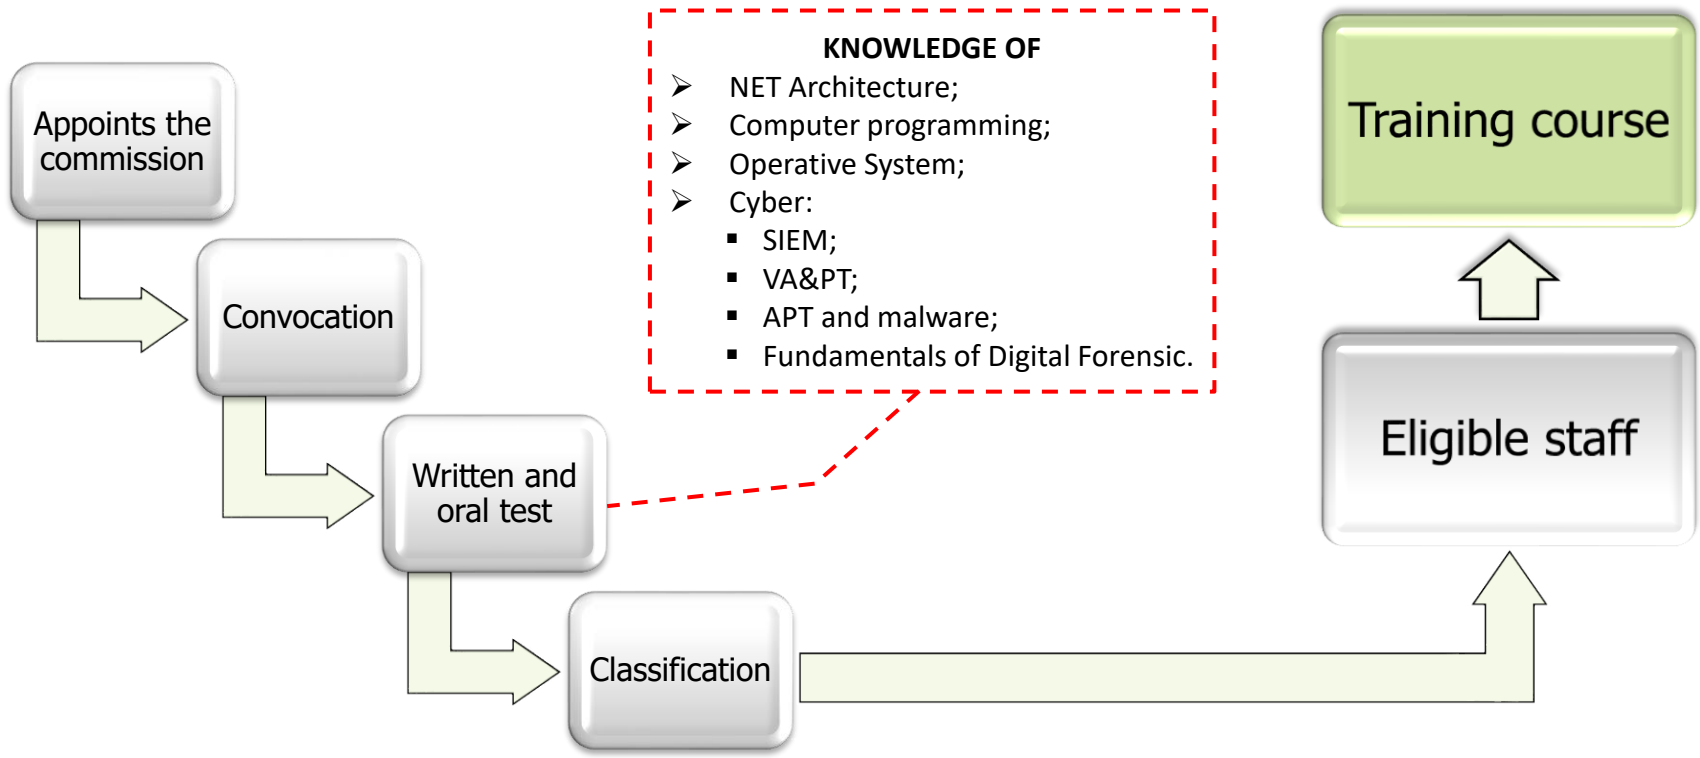 Appoints the
commission
Convocation
Written and
oral test
Classification
KNOWLEDGE OF
➢ NET Architecture;
➢ Computer programming;
➢ Operative System;
➢ Cyber:
▪ SIEM;
▪ VA&PT;
▪ APT and malware;
▪ Fundamentals of Digital Forensic.
Training course
Eligible staff